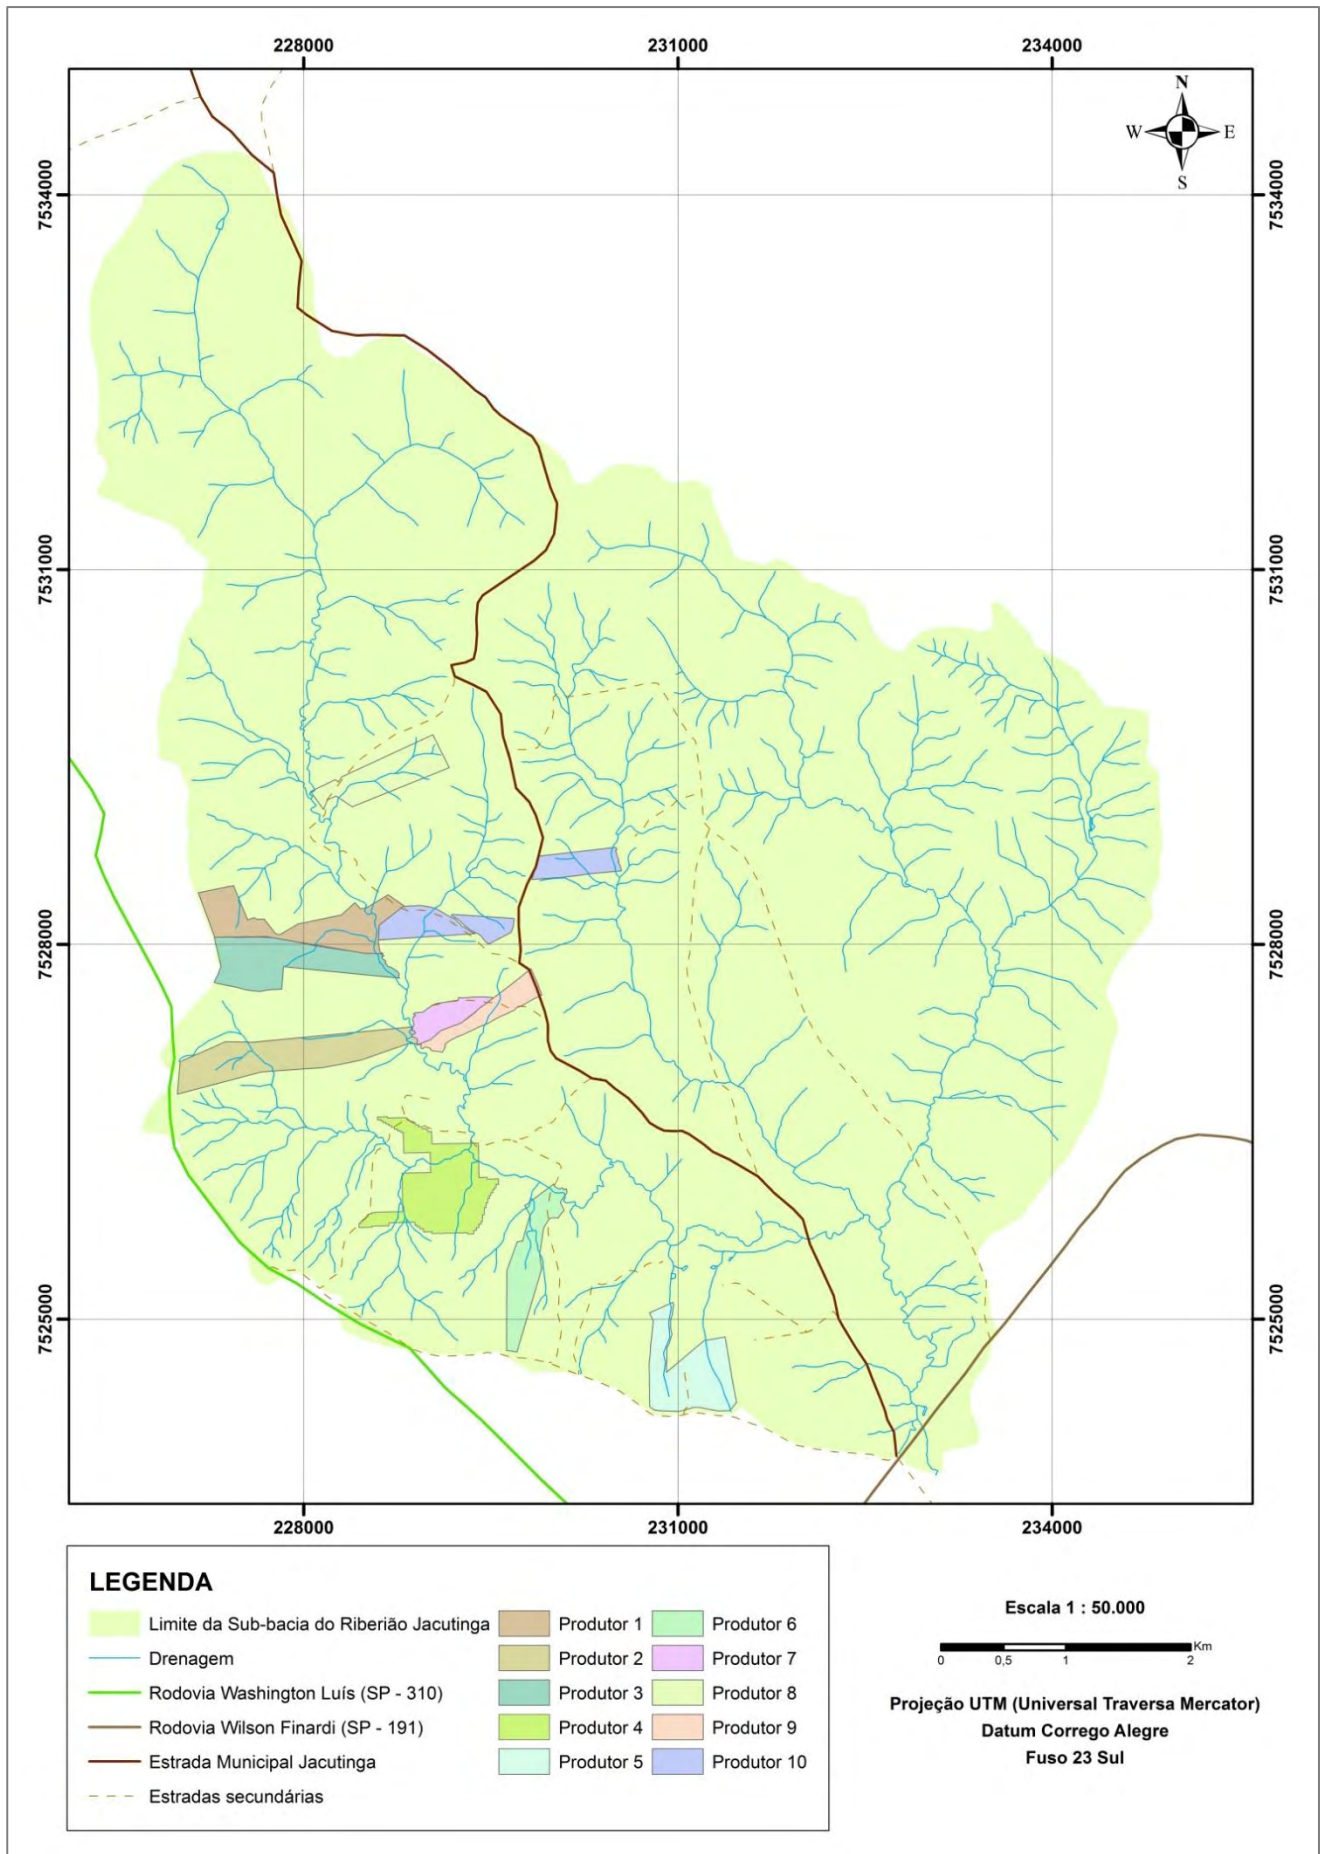 228000 231000 234000
N
W E
S
7534000 7534000
7531000 7531000
7528000 7528000
7525000 7525000
228000 231000 234000
LEGENDA
Limite da Sub-bacia do Riberião Jacutinga
Drenagem
Rodovia Washington Luís (SP - 310)
Rodovia Wilson Finardi (SP - 191)
Estrada Municipal Jacutinga
Estradas secundárias
Produtor 1
Produtor 2
Produtor 3
Produtor 4
Produtor 5
Produtor 6
Produtor 7
Produtor 8
Produtor 9
Produtor 10
Escala 1 : 50.000
Km
0 0,5 1 2
Projeção UTM (Universal Traversa Mercator)
Datum Corrego Alegre
Fuso 23 Sul